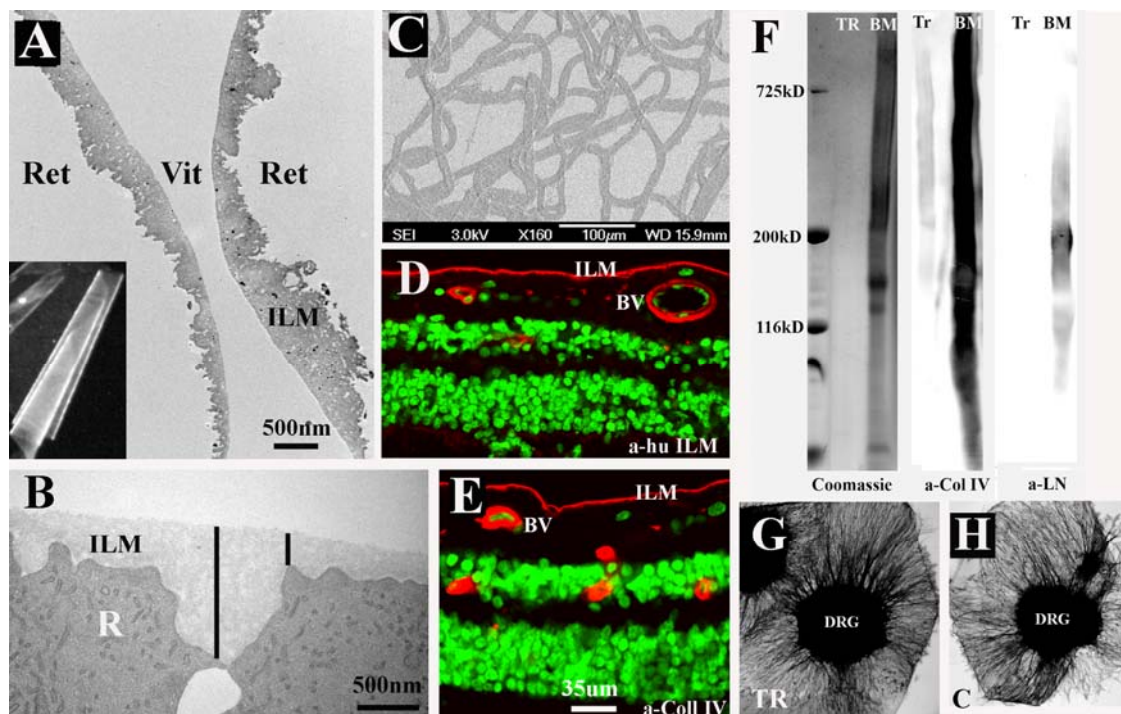 A
Ret
Vit
Ret
ILM
500nm
B
ILM
R
500nm
C
SEI 3.0kV X160 100µm WD 15.9mm
D
ILM
BV
a-hu ILM
E
ILM
BV
35um
a-Coll IV
F
TR BM Tr BM Tr BM
725kD
200kD
116kD
Coomassie a-Col IV a-LN
G
DRG
TR
H
DRG
C